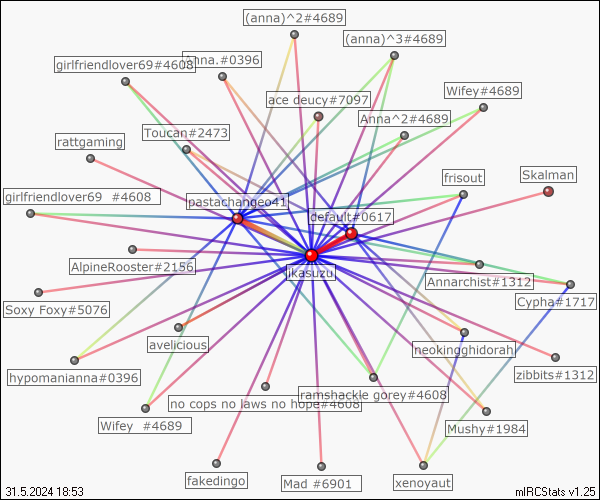 (anna)^2#4689
(anna)^3#4689
Anna.#0396
girlfriendlover69#4608
Wifey#4689
ace deucy#7097
Anna^2#4689
Toucan#2473
rattgaming
frisout
Skalman
girlfriendlover69  #4608
pastachangeo41
default#0617
AlpineRooster#2156
jkasuzu
Annarchist#1312
Soxy Foxy#5076
Cypha#1717
avelicious
neokingghidorah
hypomanianna#0396
zibbits#1312
no cops no laws no hope#4608
ramshackle gorey#4608
Wifey  #4689
Mushy#1984
fakedingo
Mad #6901
xenoyaut
31.5.2024 18:53
mIRCStats v1.25